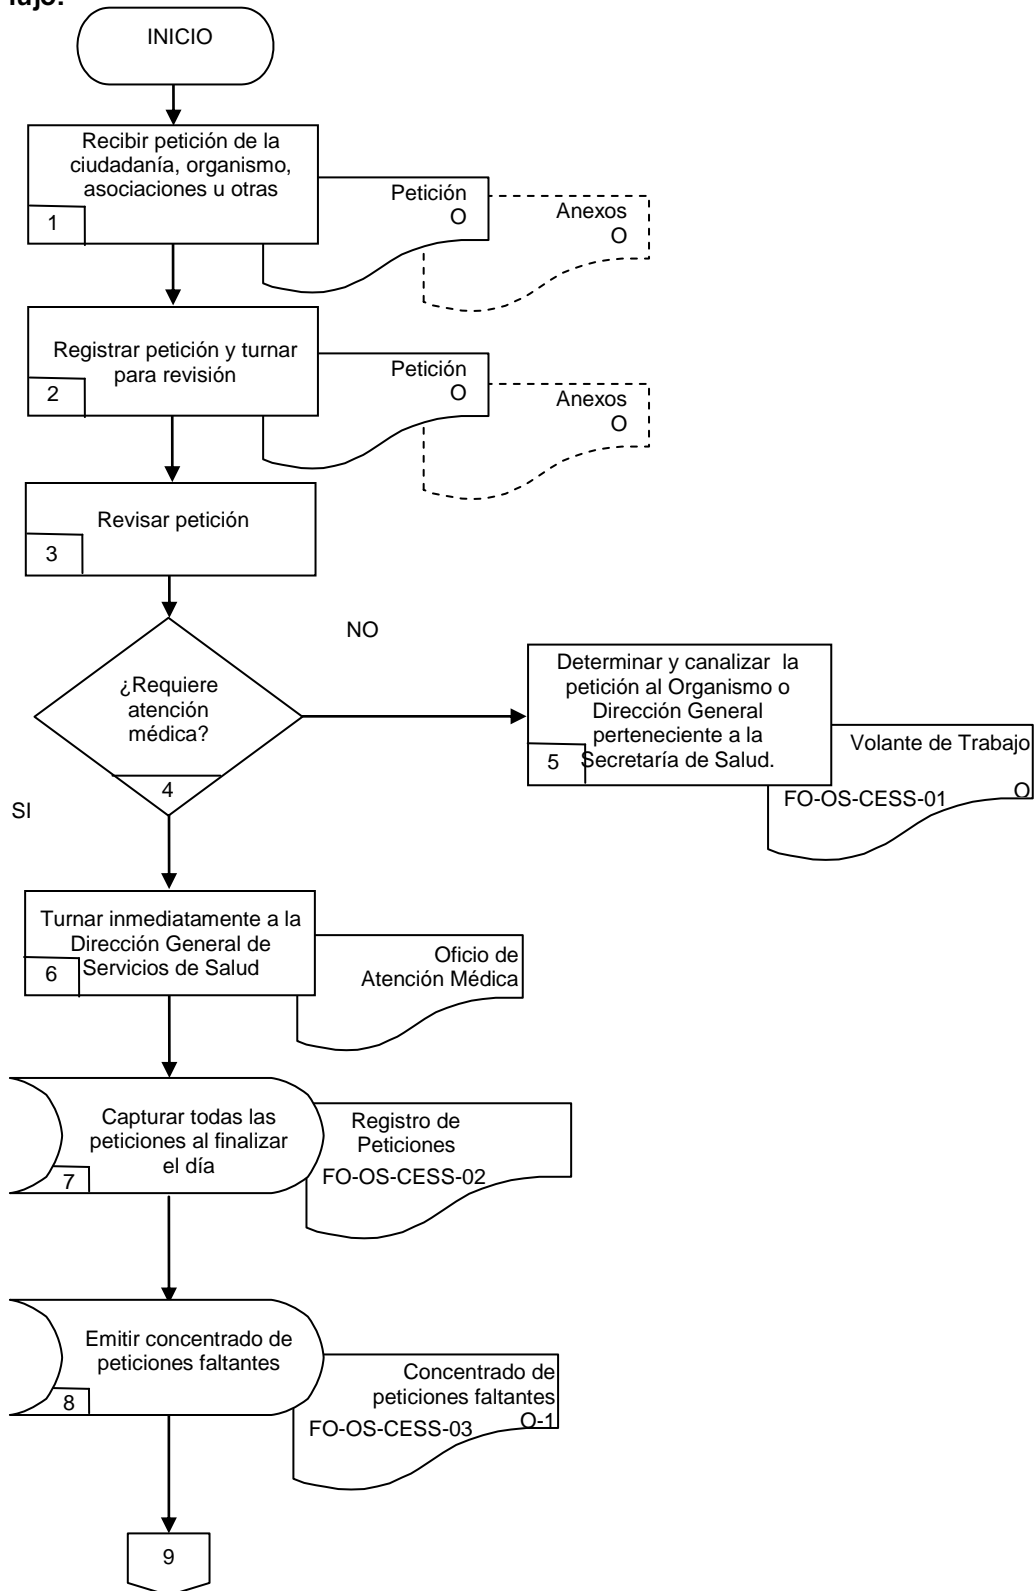 lujo:
INICIO
Recibir petición de la
ciudadanía, organismo,
asociaciones u otras
1
Petición
O
Anexos
O
Registrar petición y turnar
para revisión
2
Petición
O
Anexos
O
Revisar petición
3
NO
¿Requiere
atención
médica?
4
SI
Determinar y canalizar la
petición al Organismo o
Dirección General
perteneciente a la
Secretaría de Salud.
5
Volante de Trabajo
O
FO-OS-CESS-01
Turnar inmediatamente a la
Dirección General de
Servicios de Salud
6
Oficio de
Atención Médica
Capturar todas las
peticiones al finalizar
el día
7
Registro de
Peticiones
FO-OS-CESS-02
Emitir concentrado de
peticiones faltantes
8
Concentrado de
peticiones faltantes
O-1
FO-OS-CESS-03
9